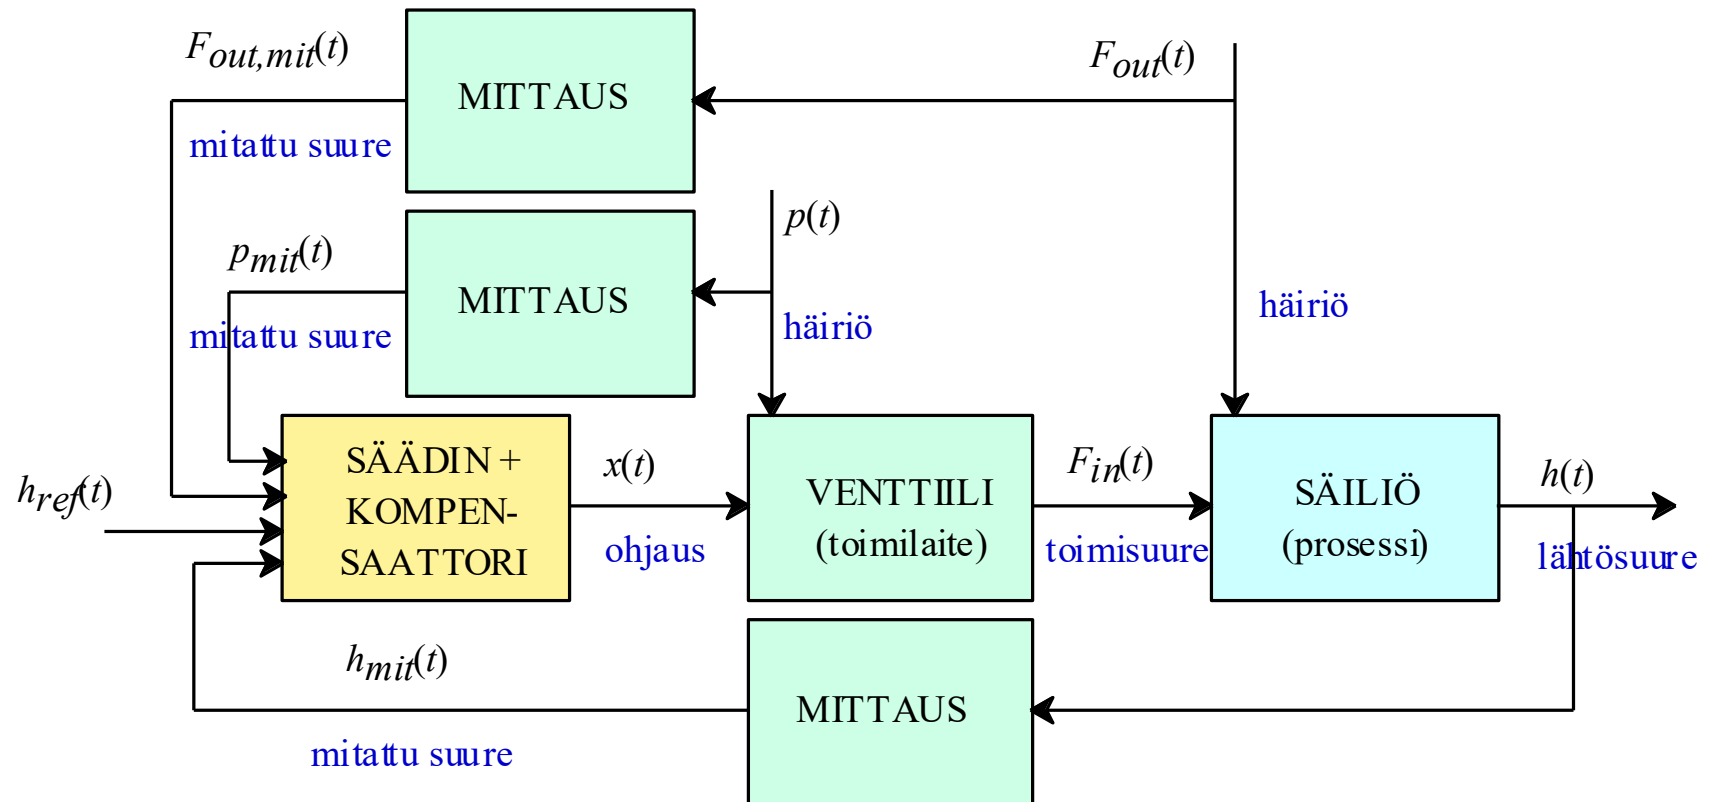 F_out,mit(t)
MITTAUS
F_out(t)
mitattu suure
p(t)
p_mit(t)
MITTAUS
häiriö
häiriö
mitattu suure
h_ref(t)
SÄÄDIN +
KOMPEN-
SAATTORI
x(t)
ohjaus
VENTTIILI
(toimilaite)
F_in(t)
toimisuure
SÄILIÖ
(prosessi)
h(t)
lähtösuure
h_mit(t)
MITTAUS
mitattu suure